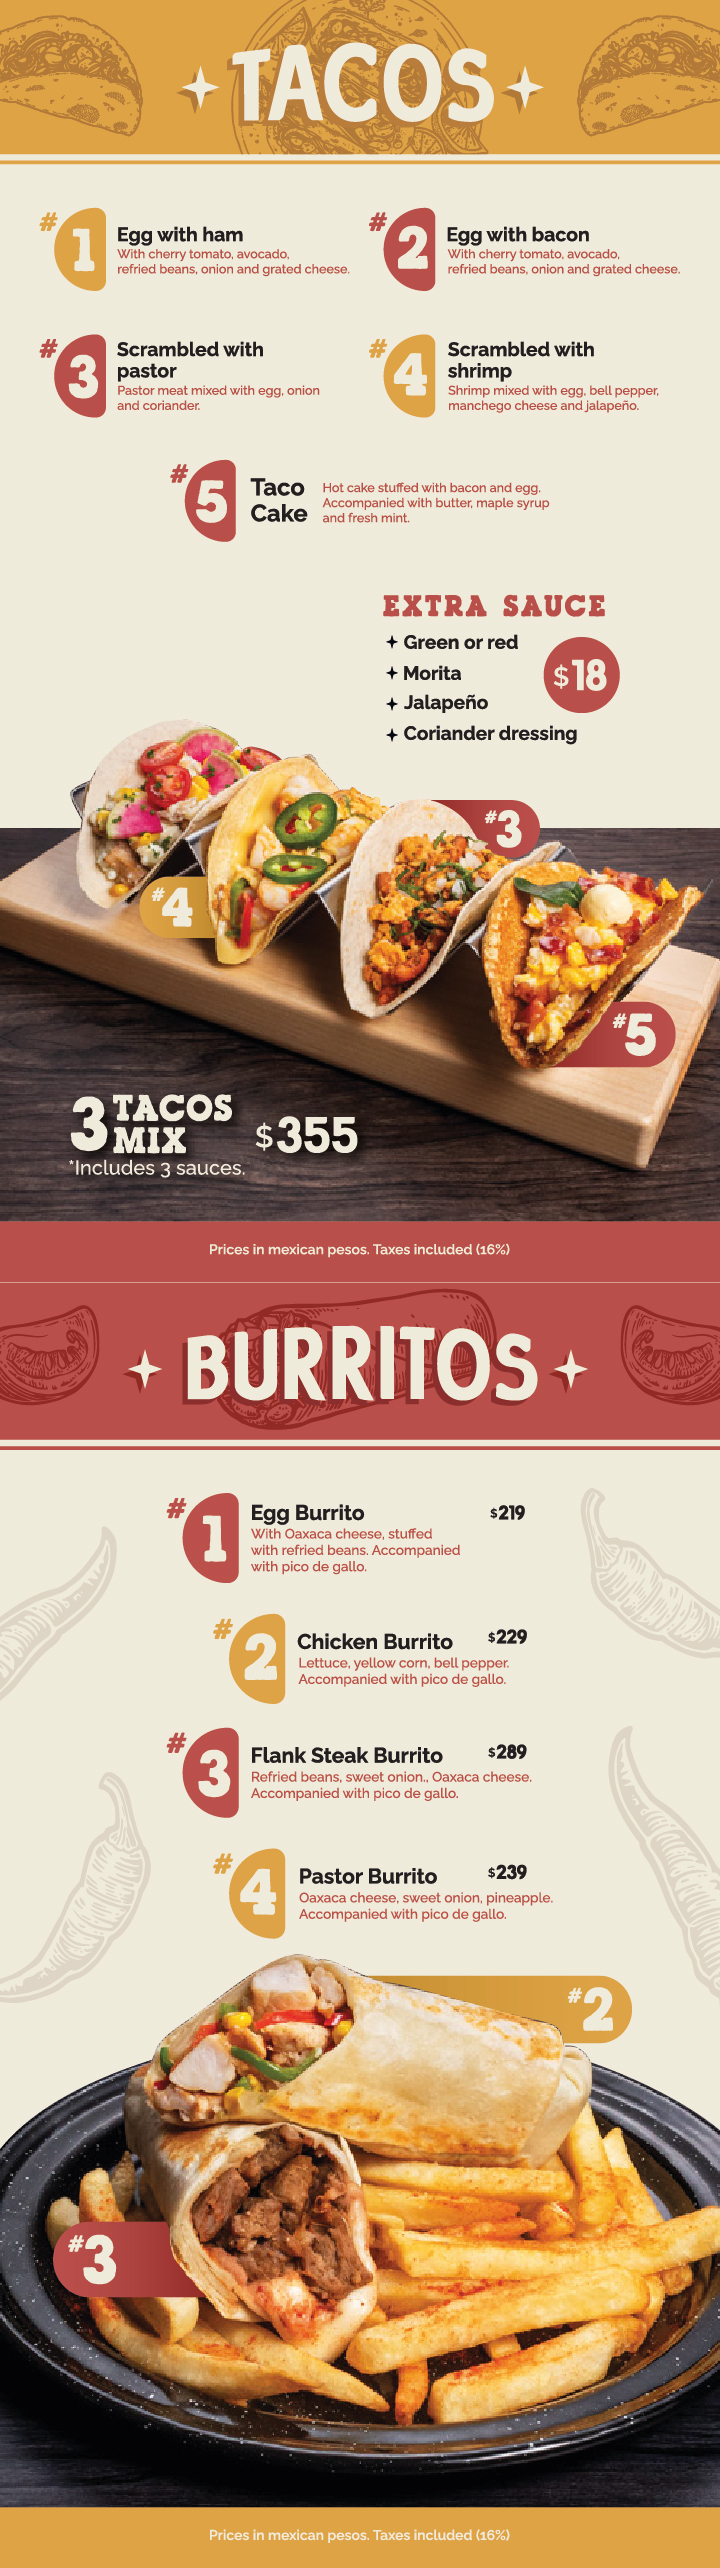 TACOS
#1
Egg with ham
With cherry tomato, avocado,
refried beans, onion and grated cheese.
#2
Egg with bacon
With cherry tomato, avocado,
refried beans, onion and grated cheese.
#3
Scrambled with
pastor
Pastor meat mixed with egg, onion
and coriander.
#4
Scrambled with
shrimp
Shrimp mixed with egg, bell pepper,
manchego cheese and jalapeño.
#5
Taco
Cake
Hot cake stuffed with bacon and egg.
Accompanied with butter, maple syrup
and fresh mint.
EXTRA SAUCE
Green or red
Morita
Jalapeño
Coriander dressing
$18
#3
#4
#5
3 TACOS
MIX
$355
*Includes 3 sauces.
Prices in mexican pesos. Taxes included (16%)
BURRITOS
#1
Egg Burrito
$219
With Oaxaca cheese, stuffed
with refried beans. Accompanied
with pico de gallo.
#2
Chicken Burrito
$229
Lettuce, yellow corn, bell pepper.
Accompanied with pico de gallo.
#3
Flank Steak Burrito
$289
Refried beans, sweet onion., Oaxaca cheese.
Accompanied with pico de gallo.
#4
Pastor Burrito
$239
Oaxaca cheese, sweet onion, pineapple.
Accompanied with pico de gallo.
#2
#3
Prices in mexican pesos. Taxes included (16%)